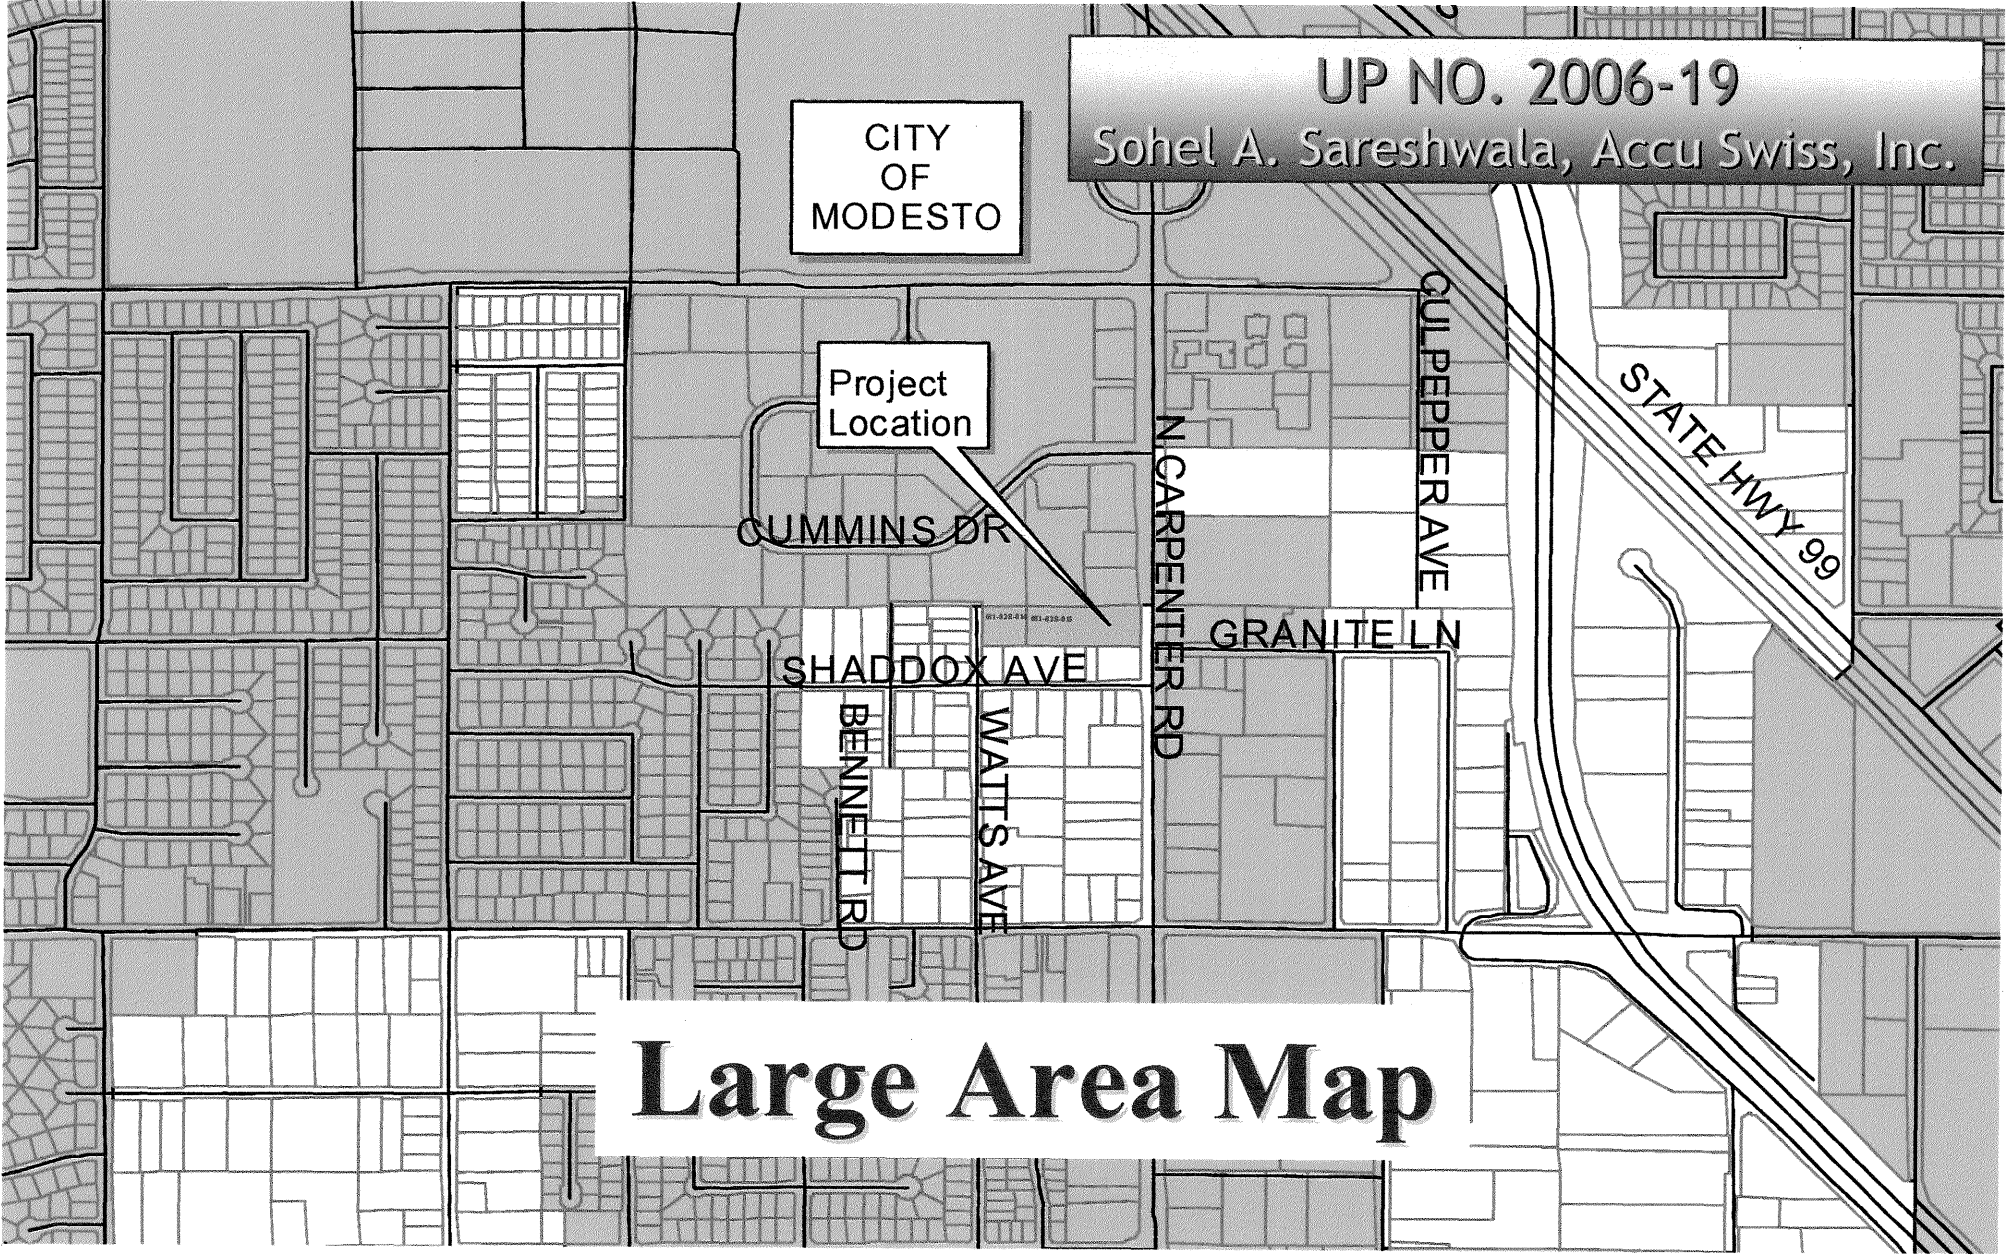 UP NO. 2006-19
Sohel A. Sareshwala, Accu Swiss, Inc.
CITY
OF
MODESTO
Project
Location
CULPEPPER AVE
STATE HWY 99
N CARPENTER RD
CUMMINS DR
GRANITE LN
SHADDOX AVE
BENNETT RD
WATTS AVE
Large Area Map